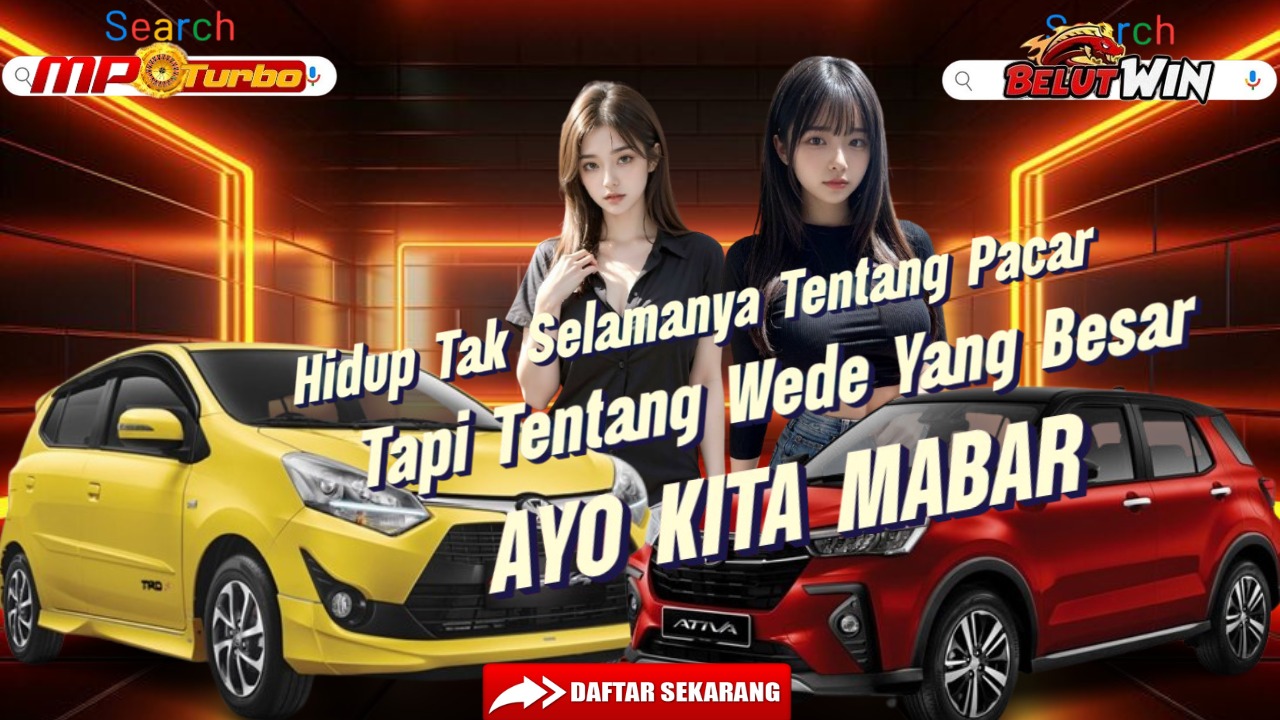 Search
MPOTurbo
Search
BELUTWIN
Hidup Tak Selamanya Tentang Pacar
Tapi Tentang Wede Yang Besar
AYO KITA MABAR
TRD
ATIVA
DAFTAR SEKARANG